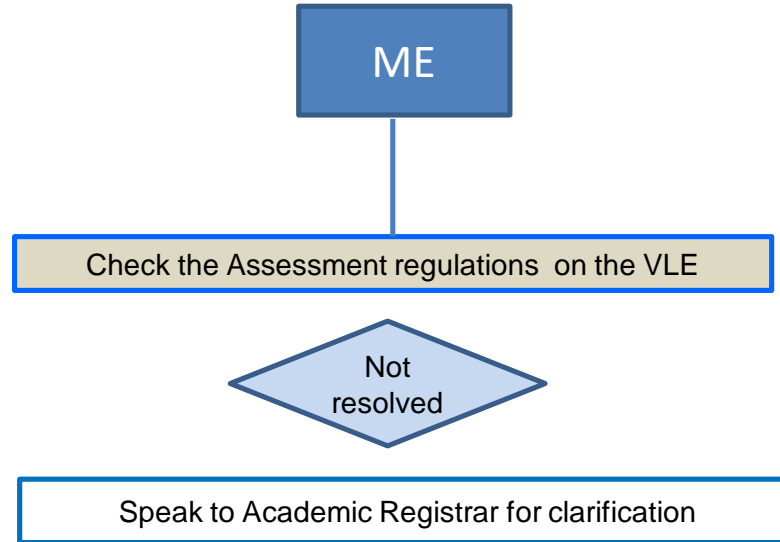 ME
Check the Assessment regulations  on the VLE
Not
resolved
Speak to Academic Registrar for clarification